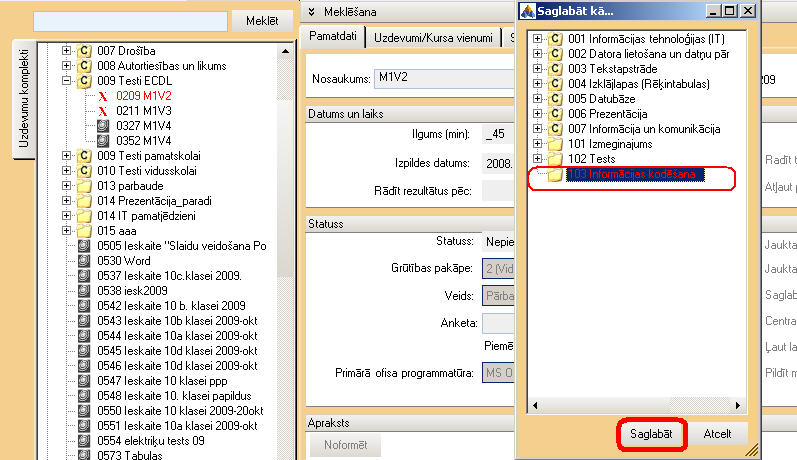 Meklēt
Uzdevumu komplekti
007 Drošība
008 Autortiesības un likums
009 Testi ECDL
0209 M1V2
0211 M1V3
0327 M1V4
0352 M1V4
009 Testi pamatskolai
010 Testi vidusskolai
013 parbaude
014 Prezentācija_paradi
014 IT pamatjēdzieni
015 aaa
0505 Ieskaite "Slaidu veidošana Po
0530 Word
0537 Ieskaite 10c.klasei 2009.
0538 iesk2009
0542 Ieskaite 10 b. klasei 2009
0543 Ieskaite 10b klasei 2009-okt
0544 Ieskaite 10a klasei 2009-okt
0545 Ieskaite 10d klasei 2009-okt
0546 Ieskaite 10d klasei 2009-okt
0547 Ieskaite 10 klasei ppp
0548 Ieskaite 10. klasei papildus
0550 Ieskaite 10 klasei 2009-20okt
0551 Ieskaite 10a klasei 2009-okt
0554 elektriķu tests 09
0573 Tabulas
Meklēšana
Pamatdati
Uzdevumi/Kursa vienumi
Nosaukums: M1V2
Datums un laiks
Ilgums (min): _45
Izpildes datums: 2008.
Rādīt rezultātus pēc:
Statuss
Statuss: Nepie
Grūtības pakāpe: 2 (Vid
Veids: Pārba
Anketa:
Piemē
Primārā ofisa programmatūra: MS O
Apraksts
Noformēt
Saglabāt kā...
001 Informācijas tehnoloģijas (IT)
002 Datora lietošana un datņu pār
003 Tekstapstrāde
004 Izklājlapas (Rēķintabulas)
005 Datubāze
006 Prezentācija
007 Informācija un komunikācija
101 Izmeginajums
102 Tests
103 Informācijas kodēšana
Saglabāt
Atcelt
209
Radīt t
Atļaut p
Jaukta
Jaukta
Saglab
Centra
Ļaut la
Pildīt m